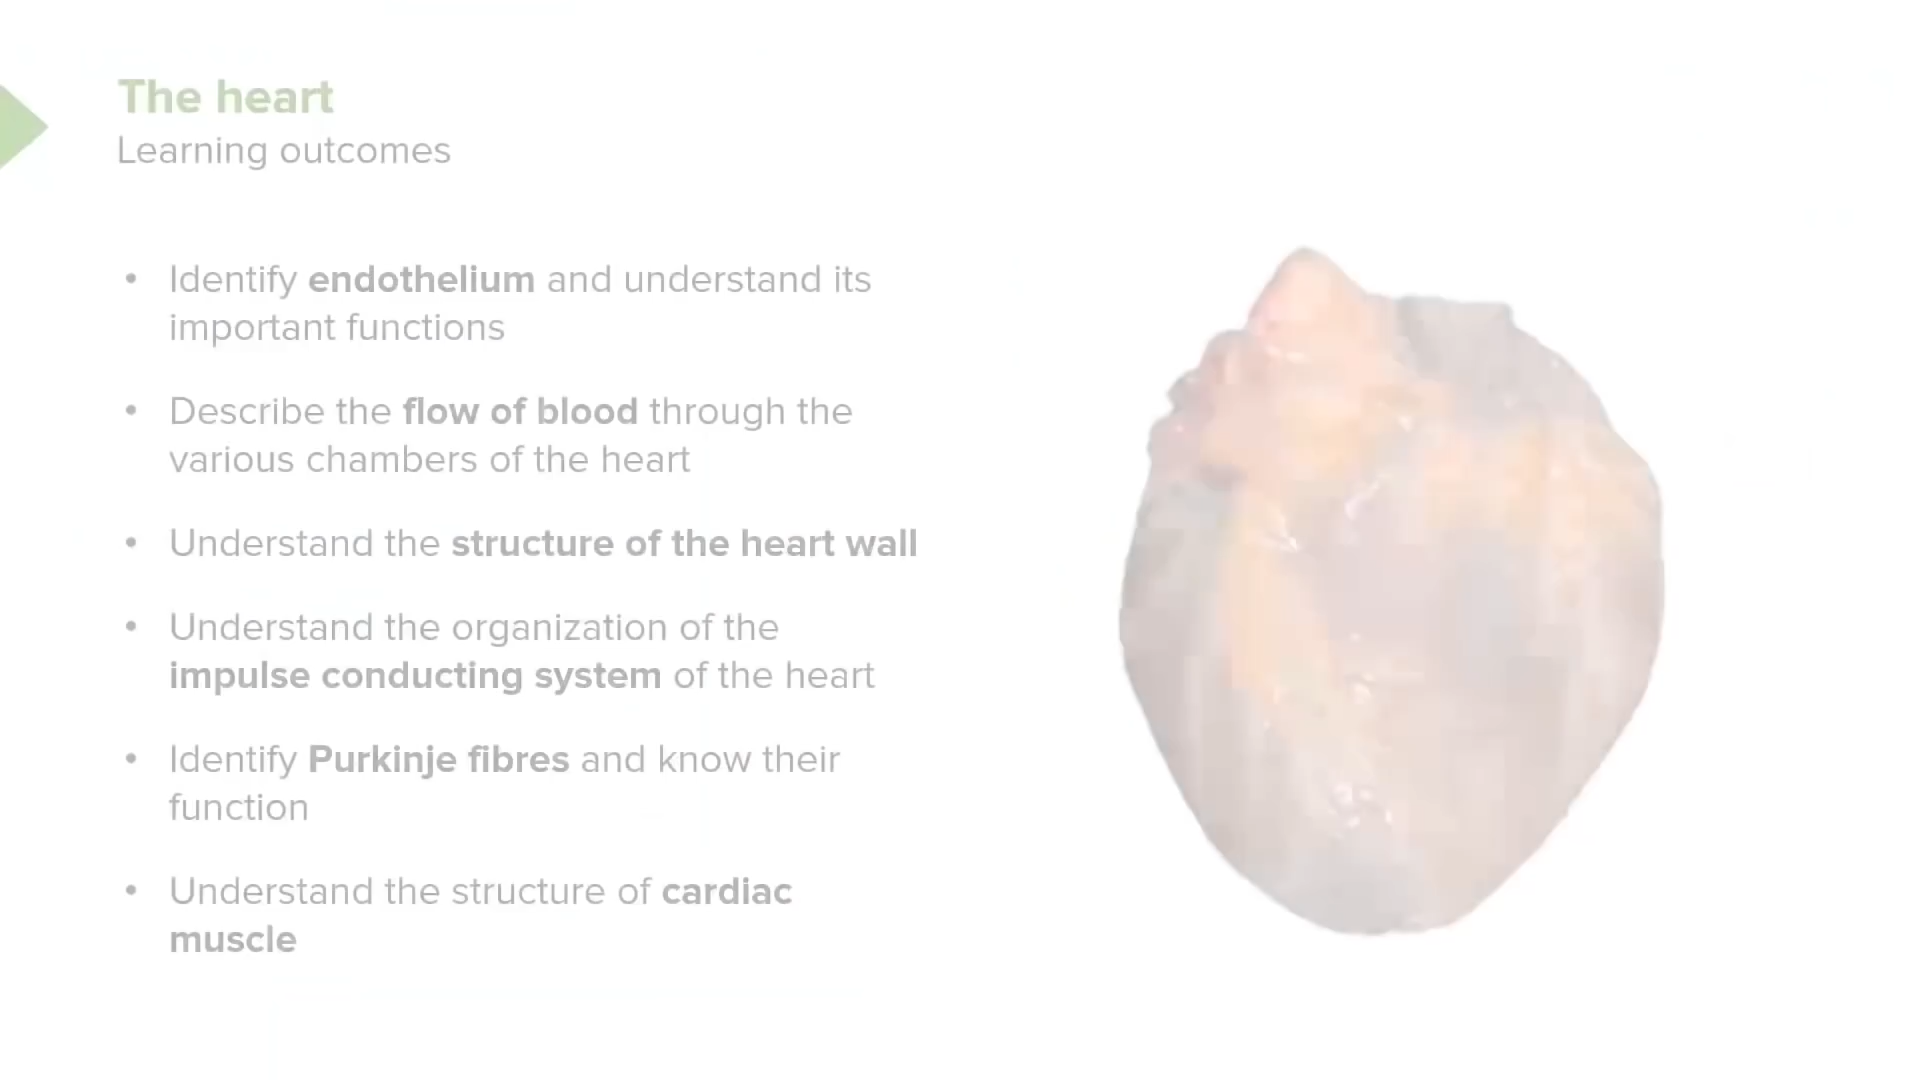 The heart
Learning outcomes
• Identify endothelium and understand its
important functions
• Describe the flow of blood through the
various chambers of the heart
• Understand the structure of the heart wall
• Understand the organization of the
impulse conducting system of the heart
• Identify Purkinje fibres and know their
function
• Understand the structure of cardiac
muscle